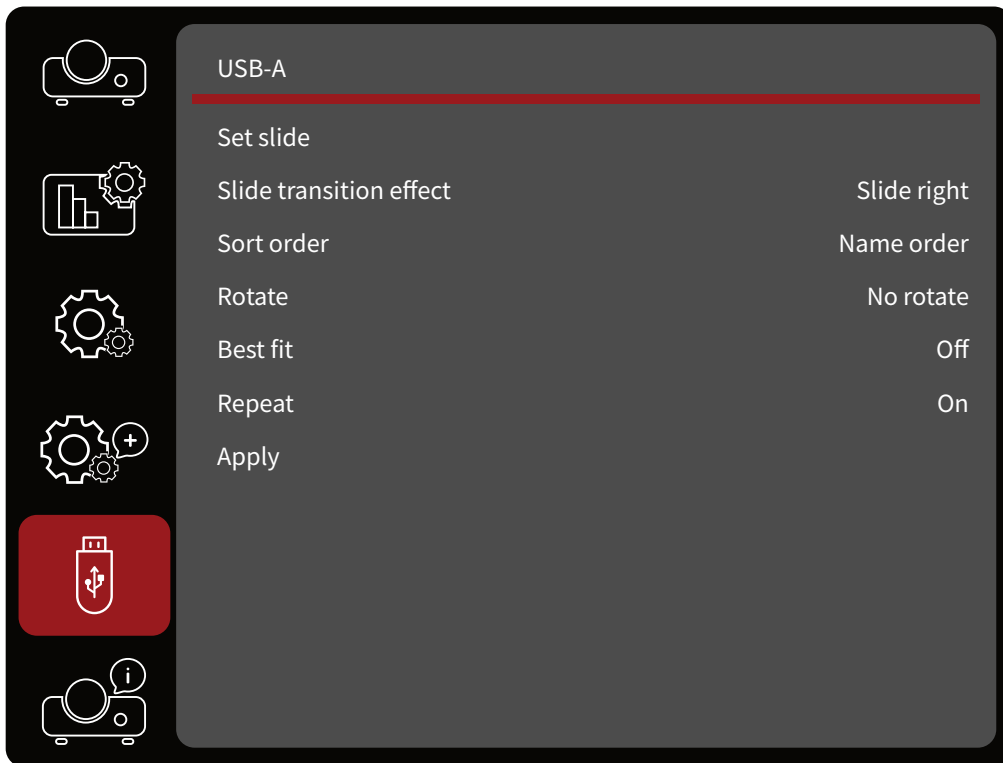 USB-A
Set slide
Slide transition effect Slide right
Sort order Name order
Rotate No rotate
Best fit Off
Repeat On
Apply